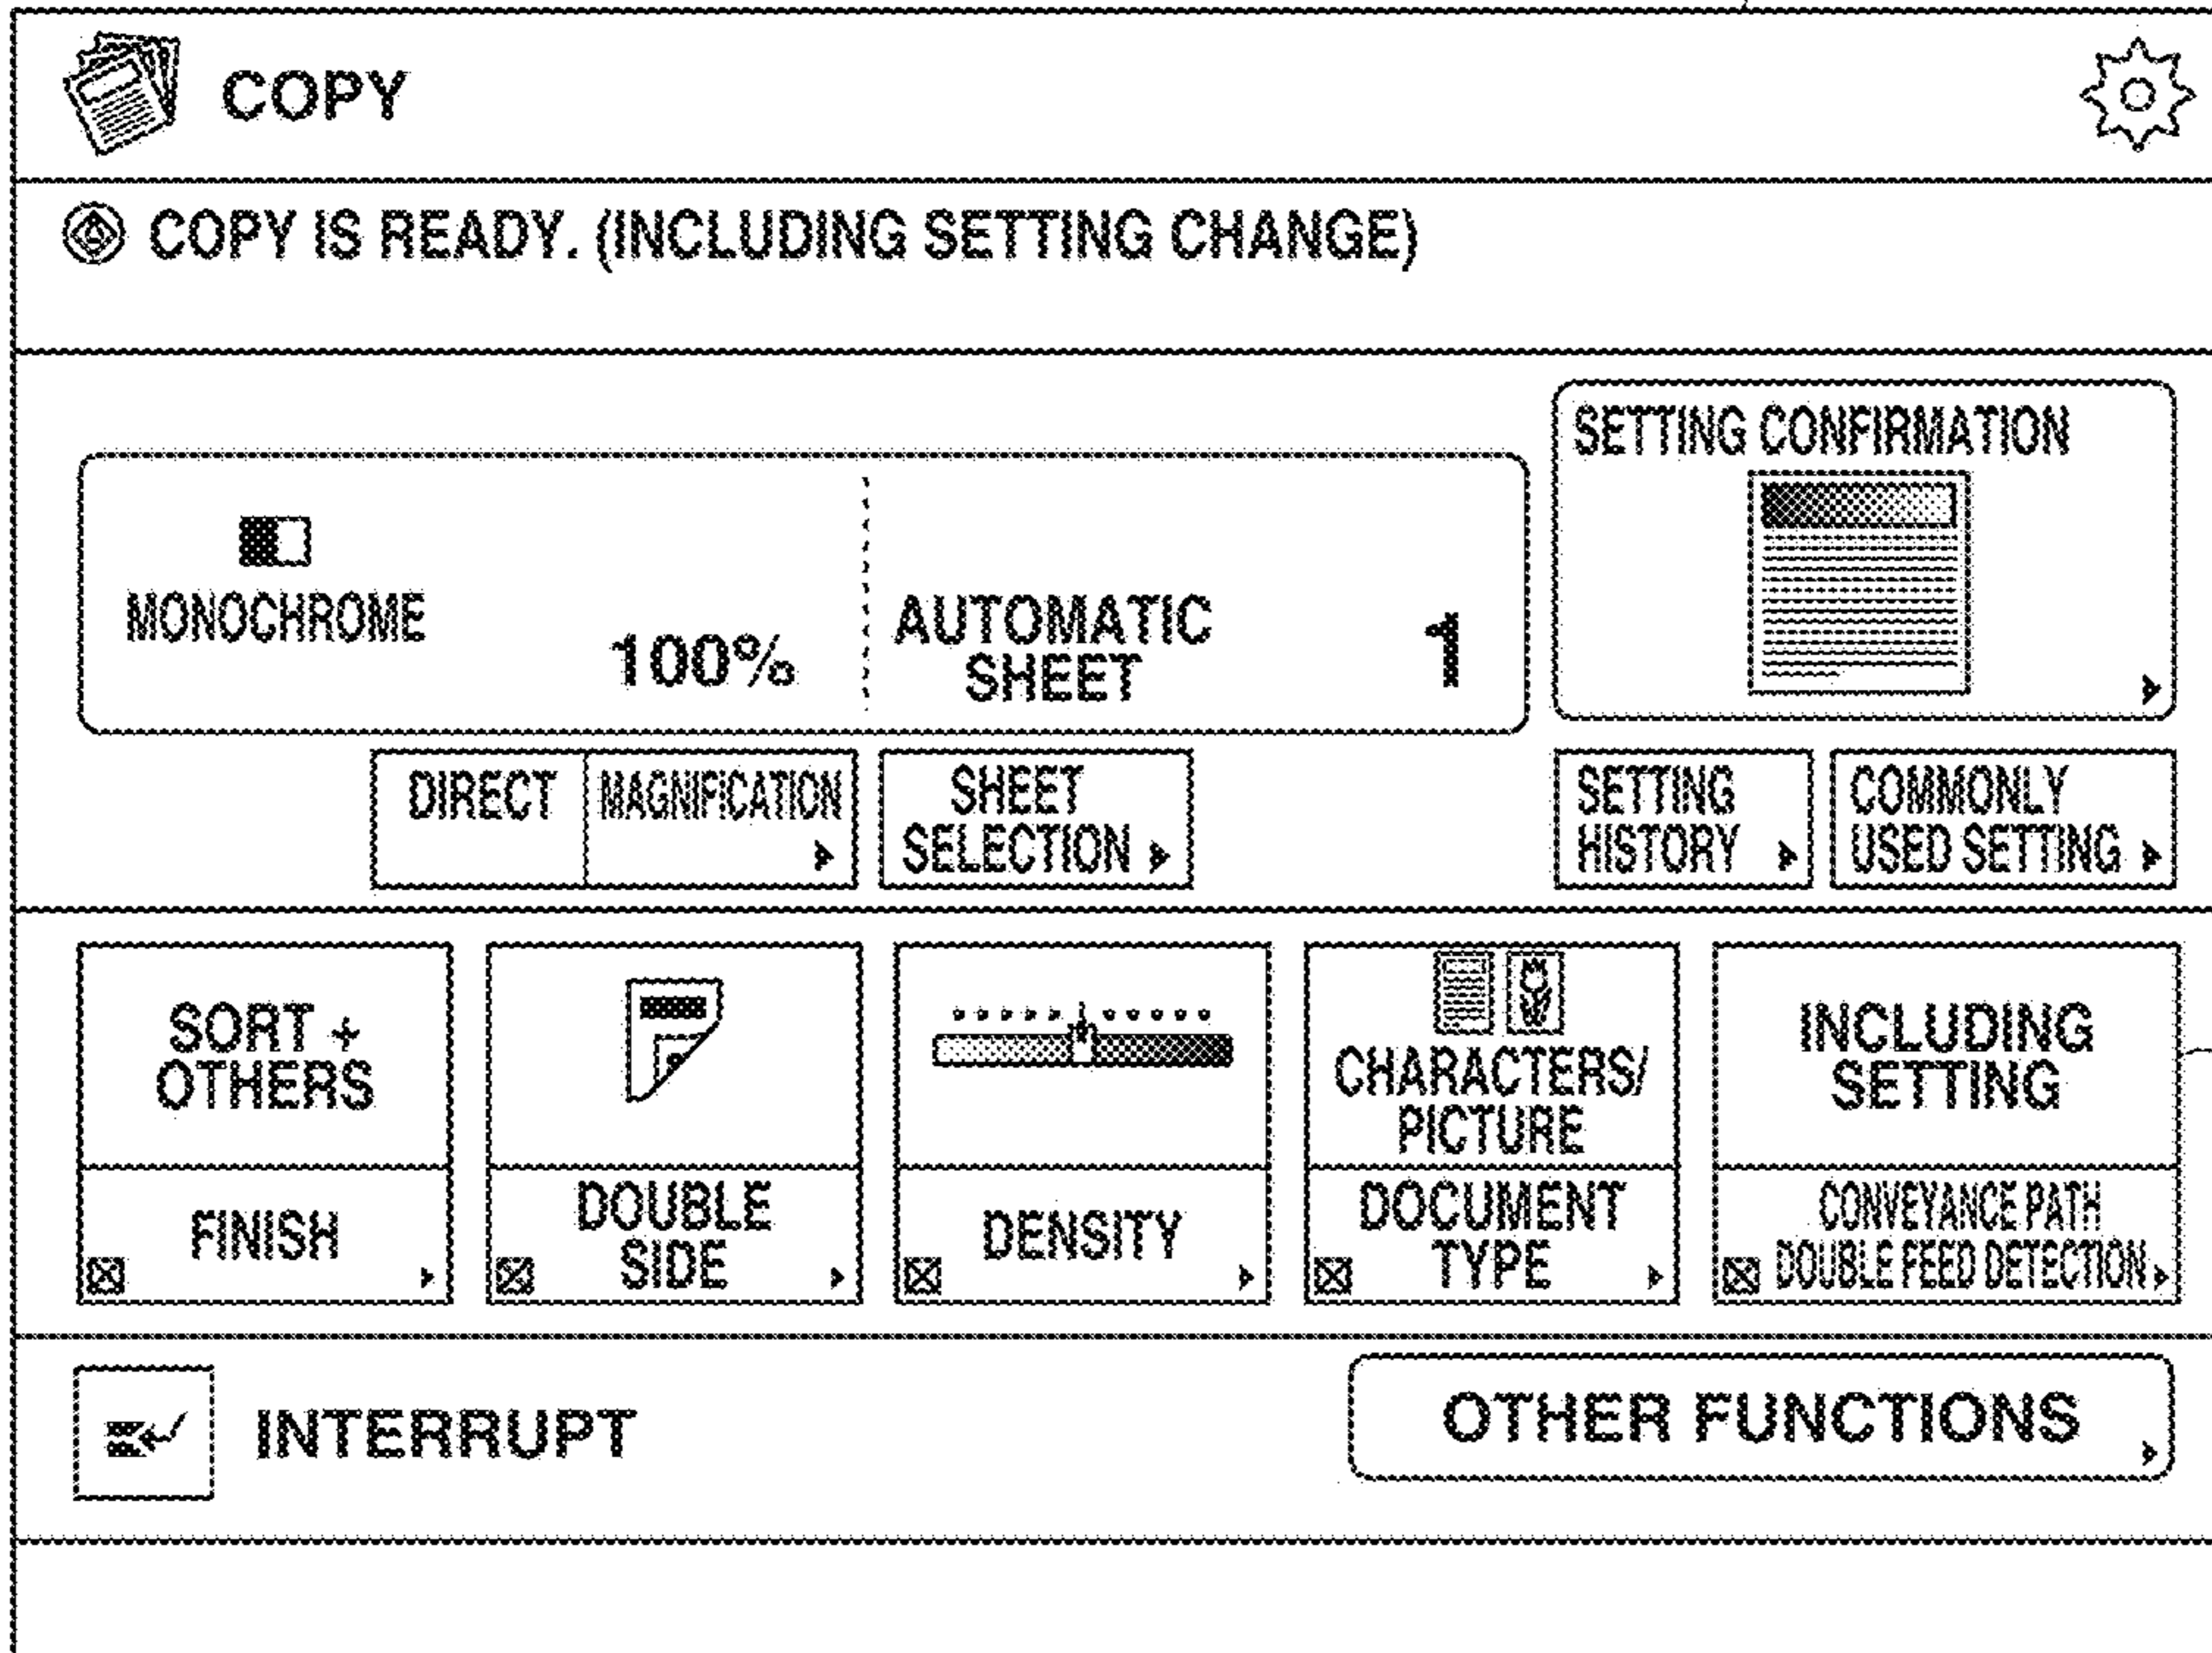 COPY
COPY IS READY. (INCLUDING SETTING CHANGE)
SETTING CONFIRMATION
MONOCHROME
100%
AUTOMATIC
SHEET
1
DIRECT
MAGNIFICATION
SHEET
SELECTION
SETTING
HISTORY
COMMONLY
USED SETTING
SORT +
OTHERS
FINISH
DOUBLE
SIDE
DENSITY
CHARACTERS/
PICTURE
DOCUMENT
TYPE
INCLUDING
SETTING
CONVEYANCE PATH
DOUBLE FEED DETECTION
INTERRUPT
OTHER FUNCTIONS